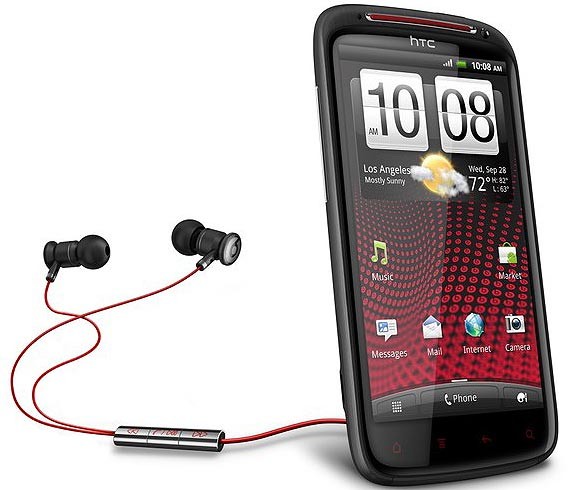 hTC
10:08 AM
10 08
AM
Los Angeles
Wed, Sep 28
Mostly Sunny
72°
H: 82°
L: 63°
Music
Market
Messages
Mail
Internet
Camera
Phone